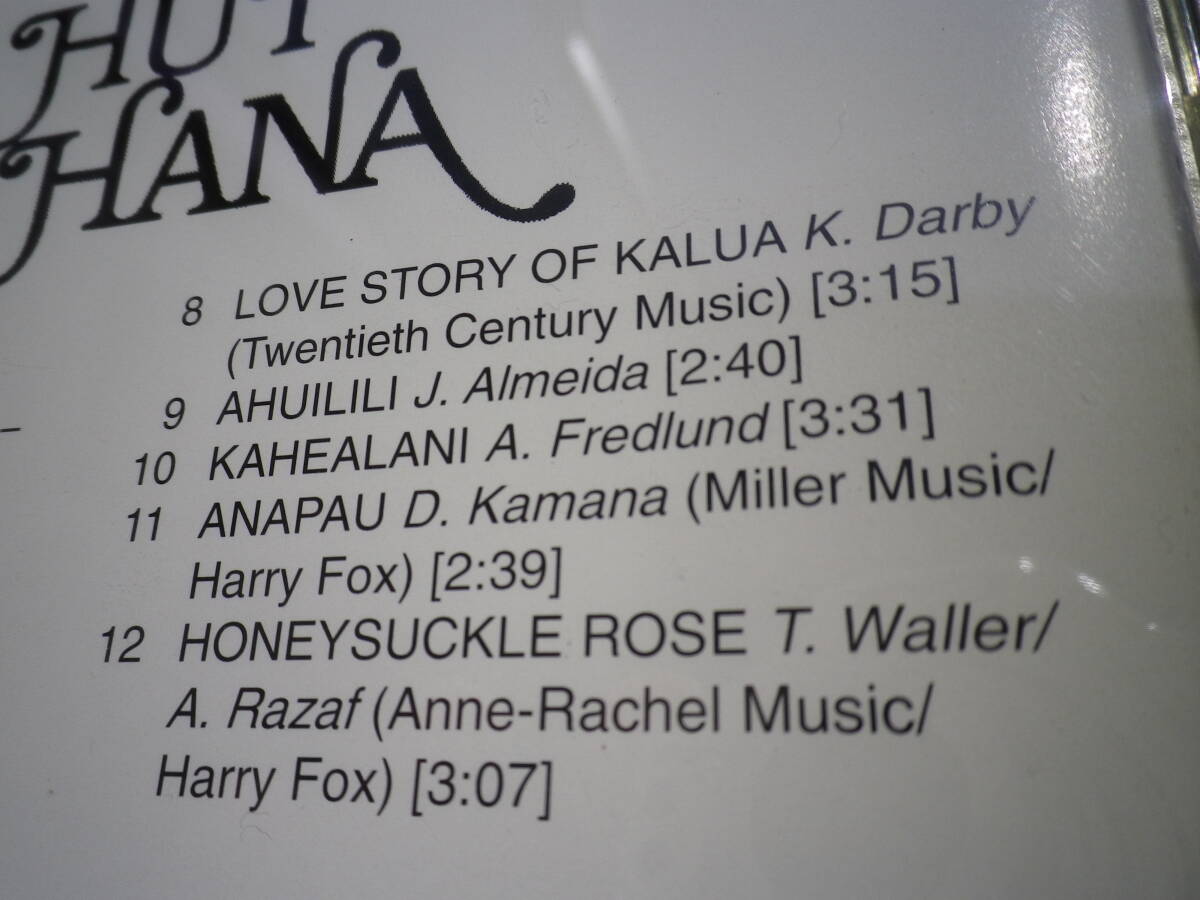 HUT
HANA
8 LOVE STORY OF KALUA K. Darby
(Twentieth Century Music) [3:15]
9 AHUILILI J. Almeida [2:40]
10 KAHEALANI A. Fredlund [3:31]
11 ANAPAU D. Kamana (Miller Music/
Harry Fox) [2:39]
12 HONEYSUCKLE ROSE T. Waller/
A. Razaf (Anne-Rachel Music/
Harry Fox) [3:07]